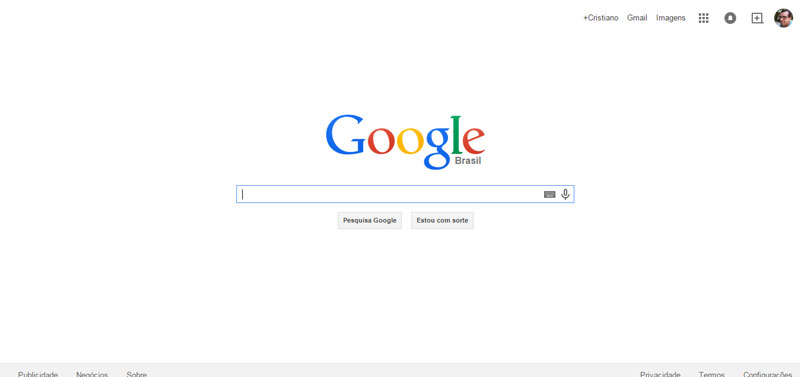 +Cristiano Gmail Imagens
Google
Brasil
Pesquisa Google Estou com sorte
Publicidade Negócios Sobre Privacidade Termos Configurações